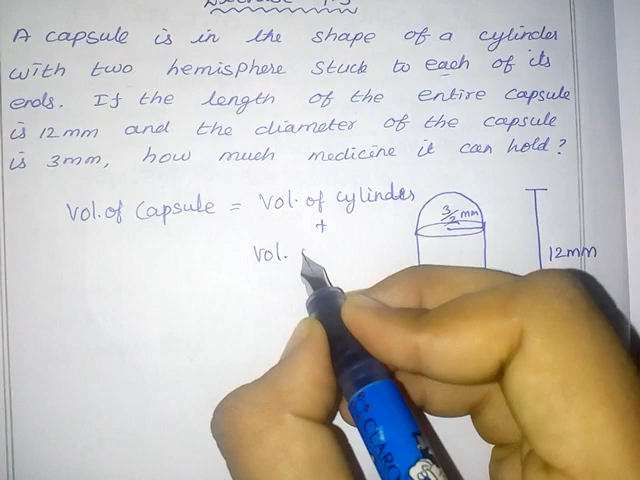 A capsule is in the shape of a cylinder
with two hemisphere stuck to each of its
ends. If the length of the entire capsule
is 12mm and the diameter of the capsule
is 3mm, how much medicine it can hold?
Vol. of Capsule = Vol. of cylinder
+
Vol.
3/2 mm
12mm
CLARO